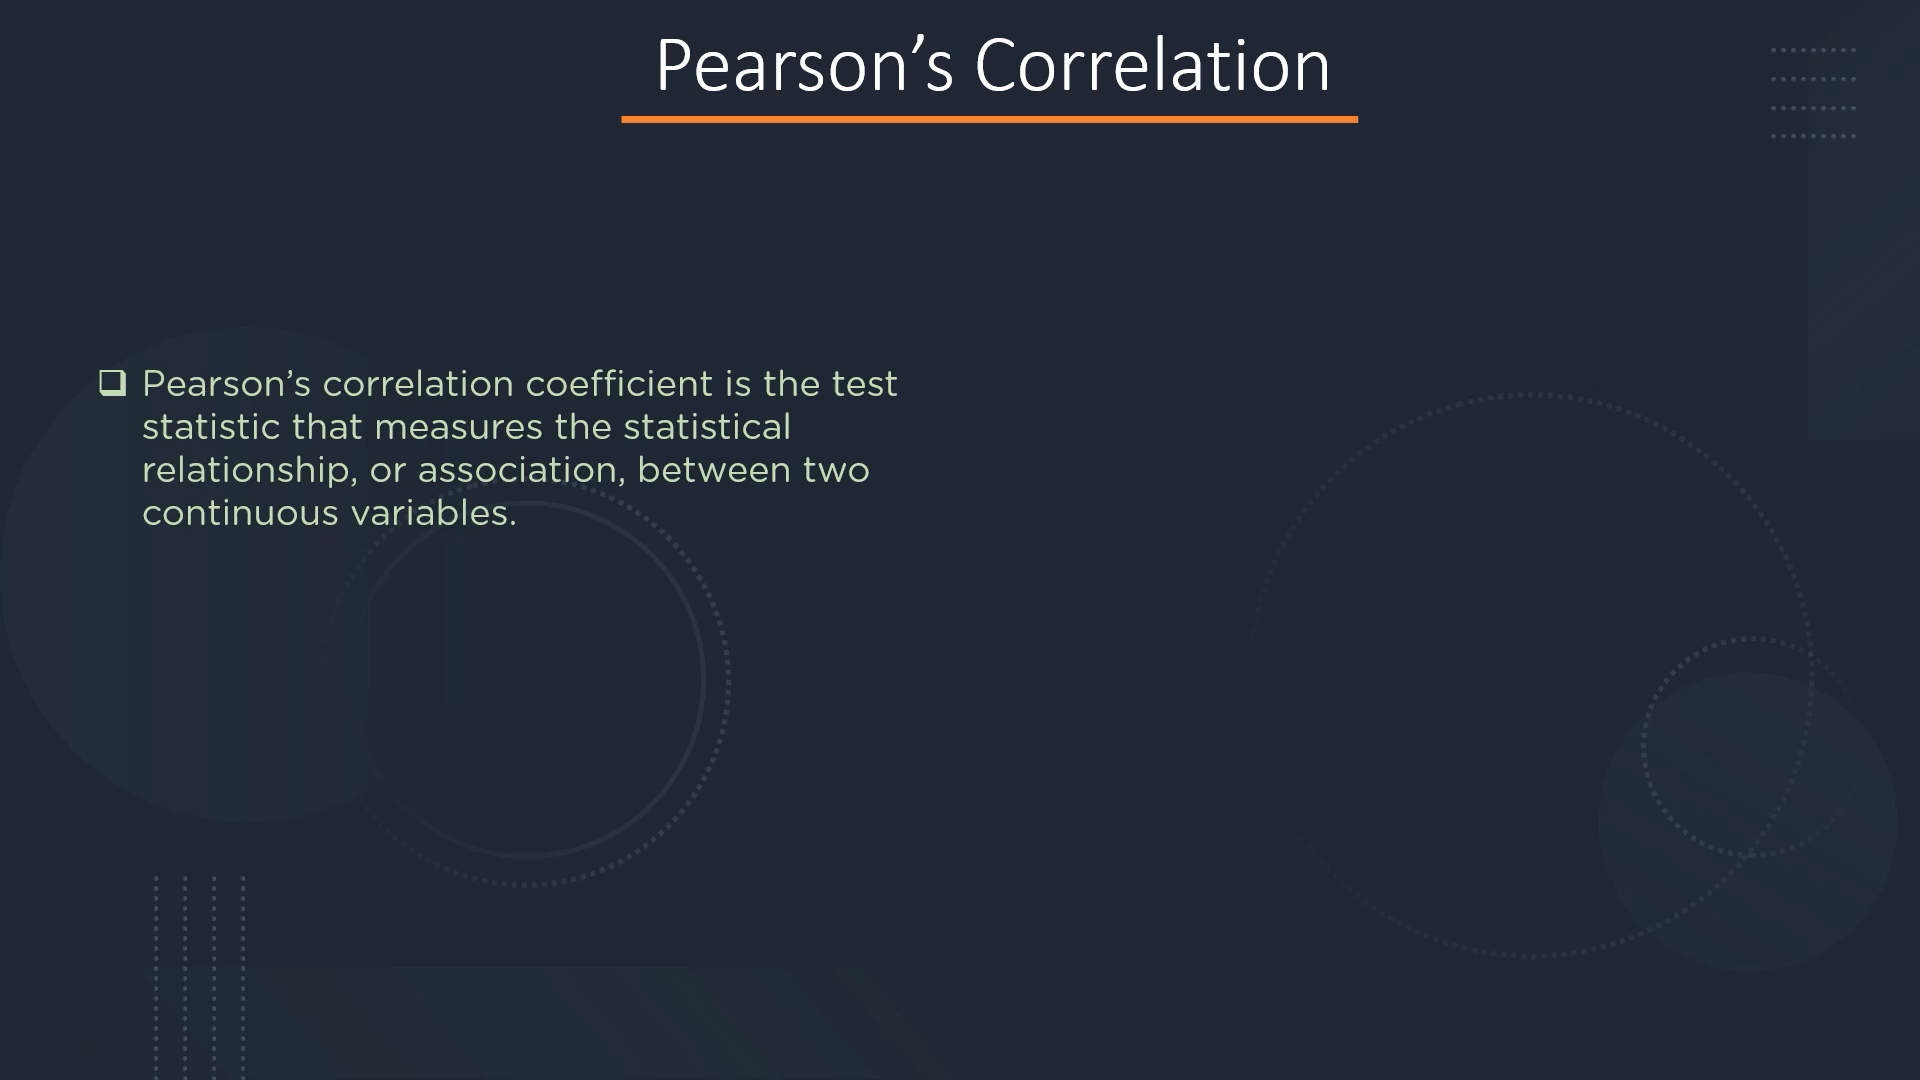 Pearson’s Correlation
❑ Pearson’s correlation coefficient is the test
statistic that measures the statistical
relationship, or association, between two
continuous variables.